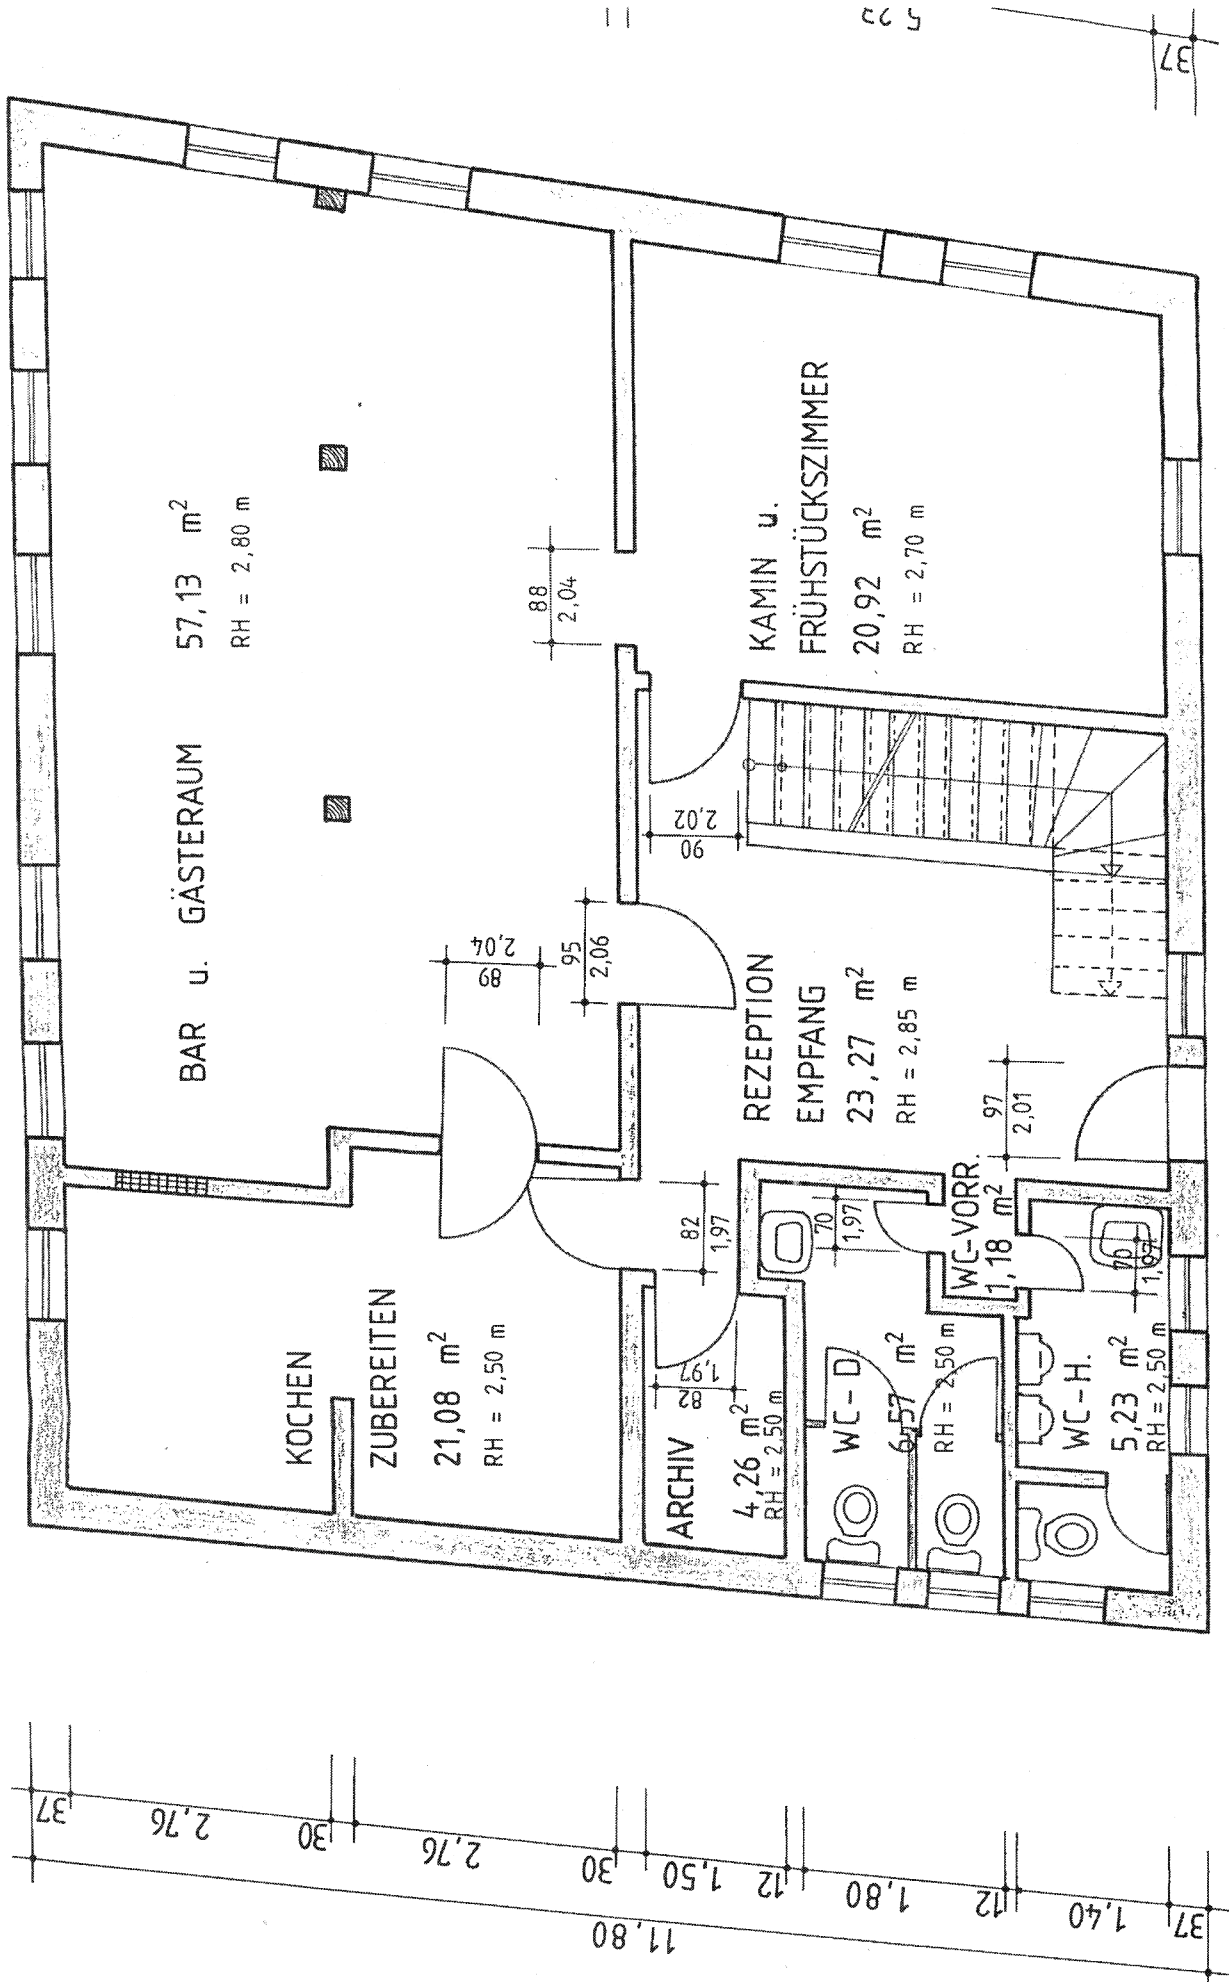 BAR u. GÄSTERAUM 57,13 m²
RH = 2,80 m
88
2,04
KAMIN u.
FRÜHSTÜCKSZIMMER
20,92 m²
RH = 2,70 m
90
2,02
95
2,06
89
2,04
REZEPTION
EMPFANG
23,27 m²
RH = 2,85 m
97
2,01
KOCHEN
ZUBEREITEN
21,08 m²
RH = 2,50 m
82
1,97
82
1,97
ARCHIV
4,26 m²
RH = 2,50 m
70
1,97
WC-VORR.
1,18 m²
WC-D.
6,57 m²
RH = 2,50 m
70
1,97
WC-H.
5,23 m²
RH = 2,50 m
37
2,76
30
2,76
30
1,50
12
1,80
12
1,40
37
11,80
37